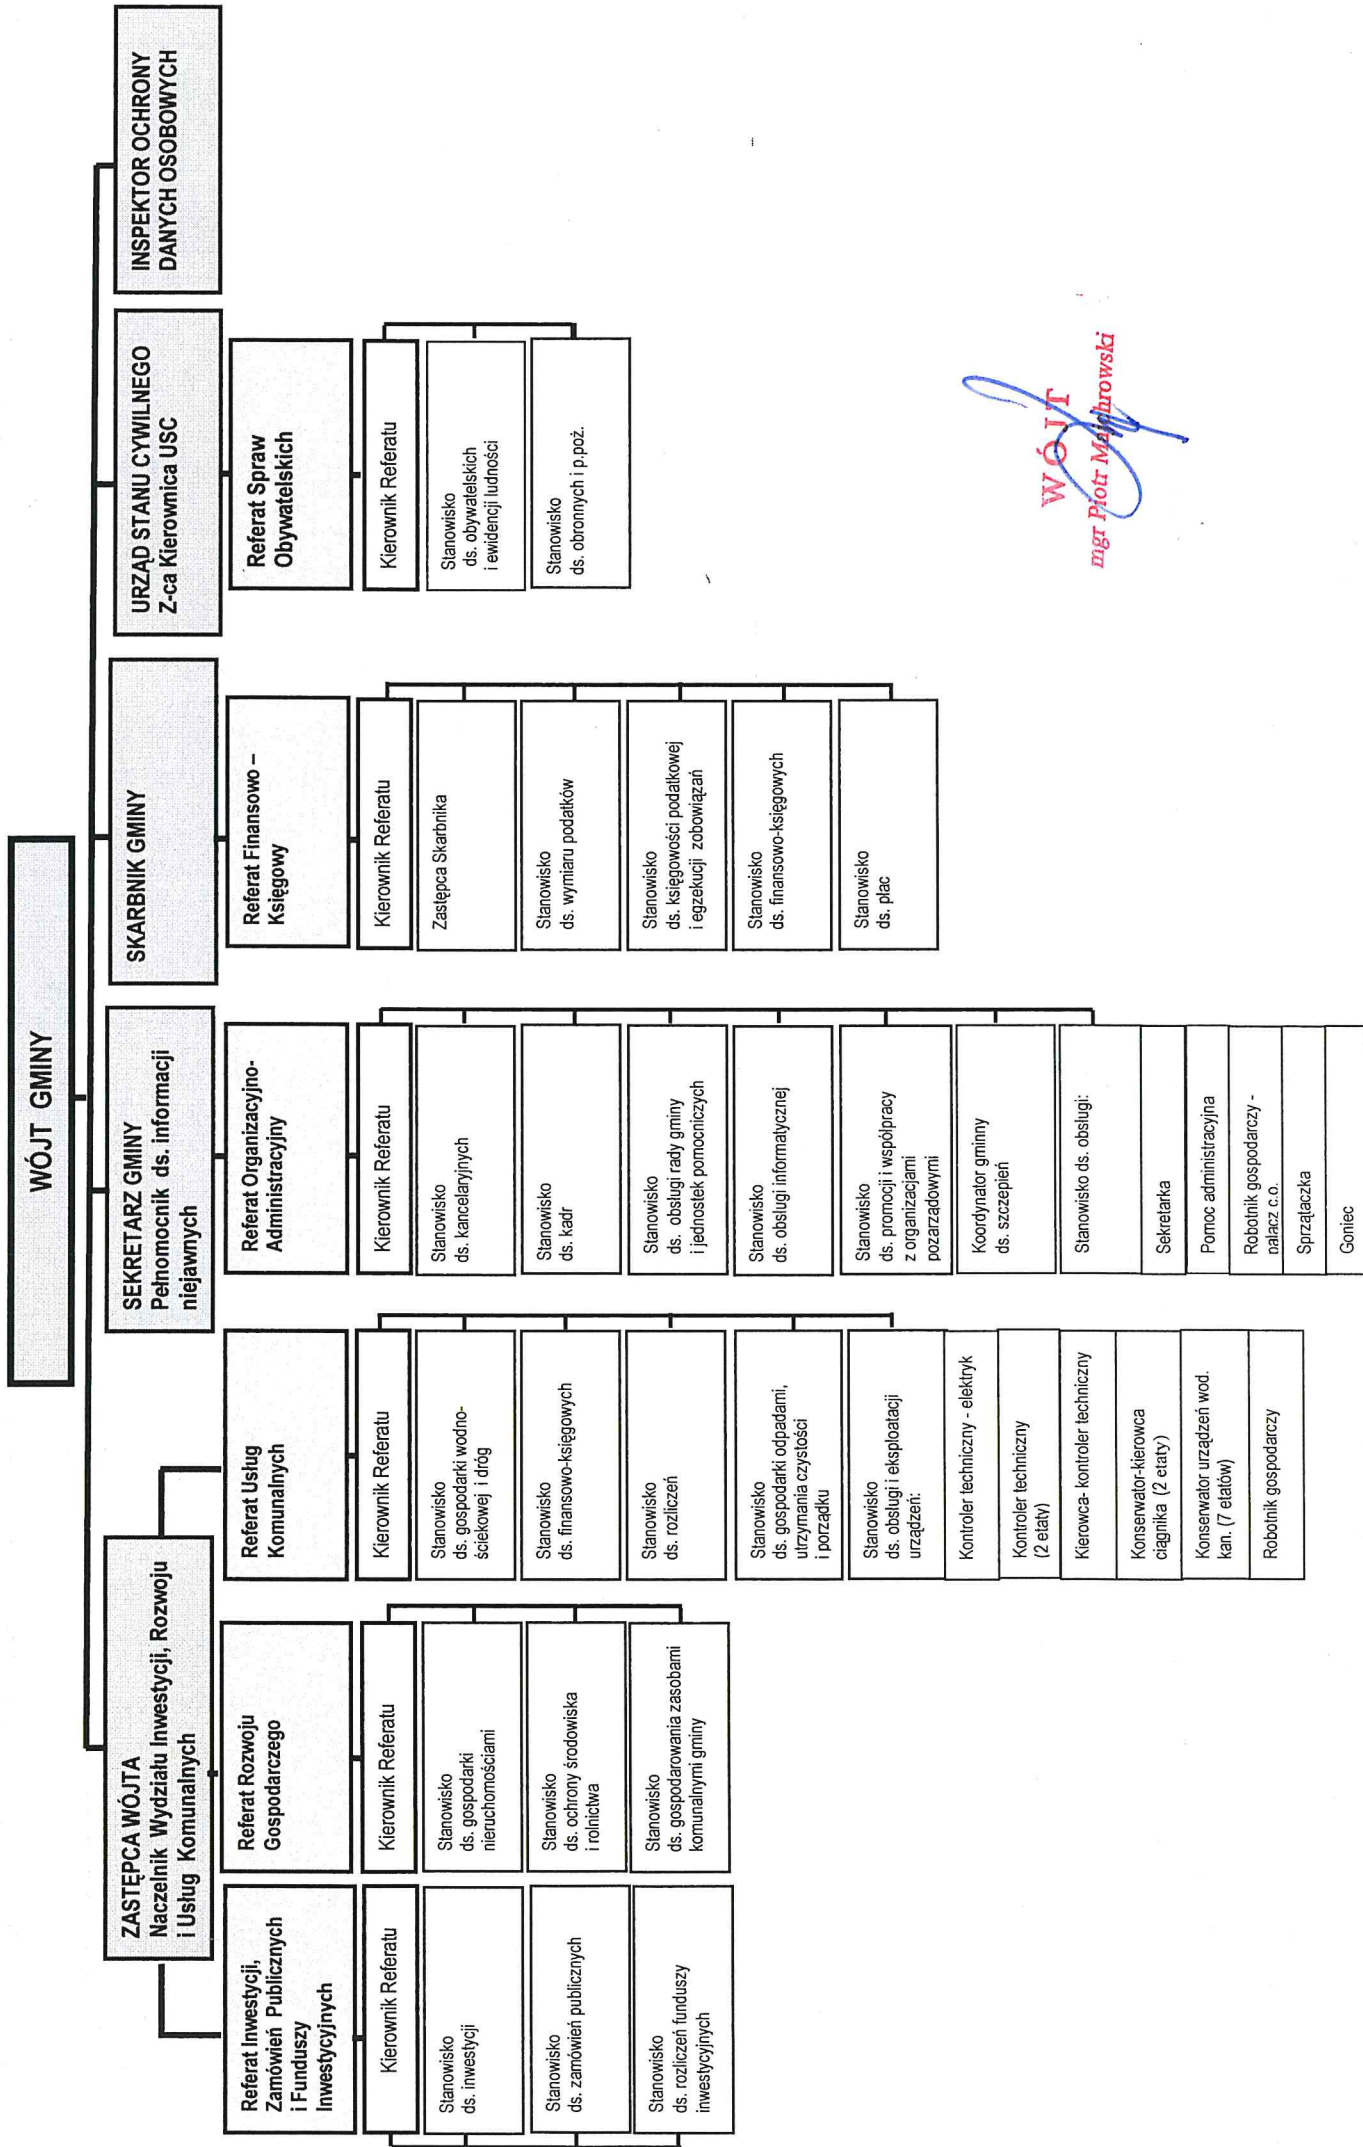 WÓJT GMINY
ZASTĘPCA WÓJTA
Naczelnik Wydziału Inwestycji, Rozwoju
i Usług Komunalnych
SEKRETARZ GMINY
Pełnomocnik ds. informacji
niejawnych
SKARBNIK GMINY
URZĄD STANU CYWILNEGO
Z-ca Kierownica USC
INSPEKTOR OCHRONY
DANYCH OSOBOWYCH
Referat Inwestycji,
Zamówień Publicznych
i Funduszy
Inwestycyjnych
Kierownik Referatu
Stanowisko
ds. inwestycji
Stanowisko
ds. zamówień publicznych
Stanowisko
ds. rozliczeń funduszy
inwestycyjnych
Referat Rozwoju
Gospodarczego
Kierownik Referatu
Stanowisko
ds. gospodarki
nieruchomościami
Stanowisko
ds. ochrony środowiska
i rolnictwa
Stanowisko
ds. gospodarowania zasobami
komunalnymi gminy
Referat Usług
Komunalnych
Kierownik Referatu
Stanowisko
ds. gospodarki wodno-
ściekowej i dróg
Stanowisko
ds. finansowo-księgowych
Stanowisko
ds. rozliczeń
Stanowisko
ds. gospodarki odpadami,
utrzymania czystości
i porządku
Stanowisko
ds. obsługi i eksploatacji
urządzeń:
Kontroler techniczny - elektryk
Kontroler techniczny
(2 etaty)
Kierowca- kontroler techniczny
Konserwator-kierowca
ciągnika (2 etaty)
Konserwator urządzeń wod.
kan. (7 etatów)
Robotnik gospodarczy
Referat Organizacyjno-
Administracyjny
Kierownik Referatu
Stanowisko
ds. kancelaryjnych
Stanowisko
ds. kadr
Stanowisko
ds. obsługi rady gminy
i jednostek pomocniczych
Stanowisko
ds. obsługi informatycznej
Stanowisko
ds. promocji i współpracy
z organizacjami
pozarządowymi
Koordynator gminny
ds. szczepień
Stanowisko ds. obsługi:
Sekretarka
Pomoc administracyjna
Robotnik gospodarczy -
palacz c.o.
Sprzątaczka
Goniec
Referat Finansowo –
Księgowy
Kierownik Referatu
Zastępca Skarbnika
Stanowisko
ds. wymiaru podatków
Stanowisko
ds. księgowości podatkowej
i egzekucji zobowiązań
Stanowisko
ds. finansowo-księgowych
Stanowisko
ds. płac
Referat Spraw
Obywatelskich
Kierownik Referatu
Stanowisko
ds. obywatelskich
i ewidencji ludności
Stanowisko
ds. obronnych i p.poż.
WÓJT
mgr Piotr Majchrowski